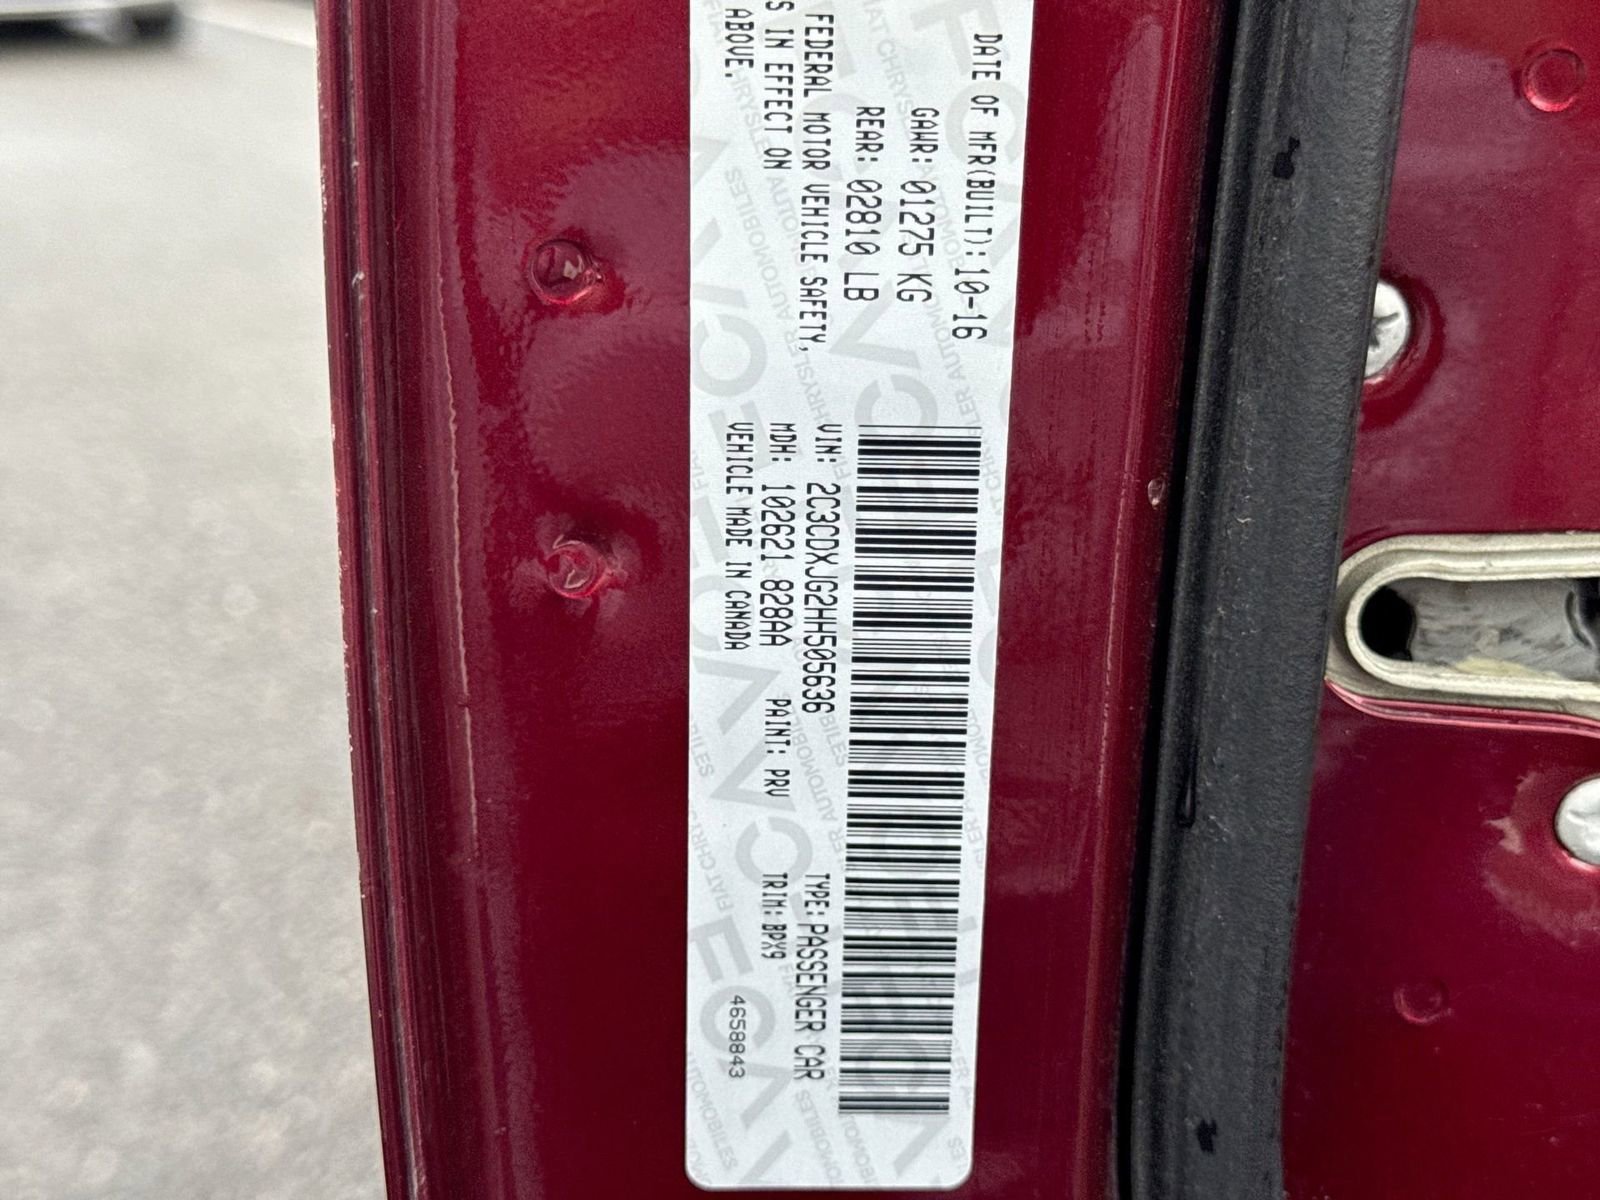 DATE OF MFR(BUILT):10-16
GAWR: 01275 KG
REAR: 02810 LB
FEDERAL MOTOR VEHICLE SAFETY,
S IN EFFECT ON
ABOVE.
VIN: 2C3CDXJG2HH505636 TYPE: PASSENGER CAR
MDH: 102621 828AA PAINT: PRV TRIM: BPX9
VEHICLE MADE IN CANADA 4658843